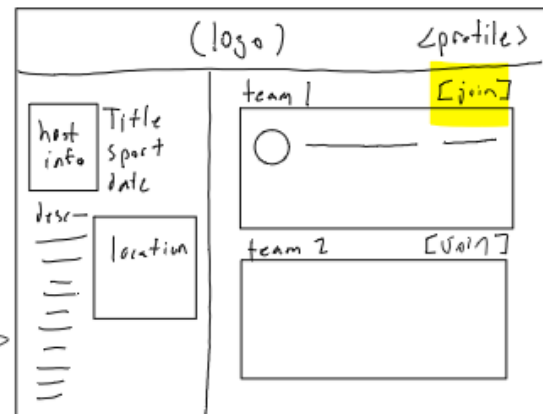 (logo) <profile>
host info
Title
sport
date
desc
location
team 1 [join]
team 2 [Join]